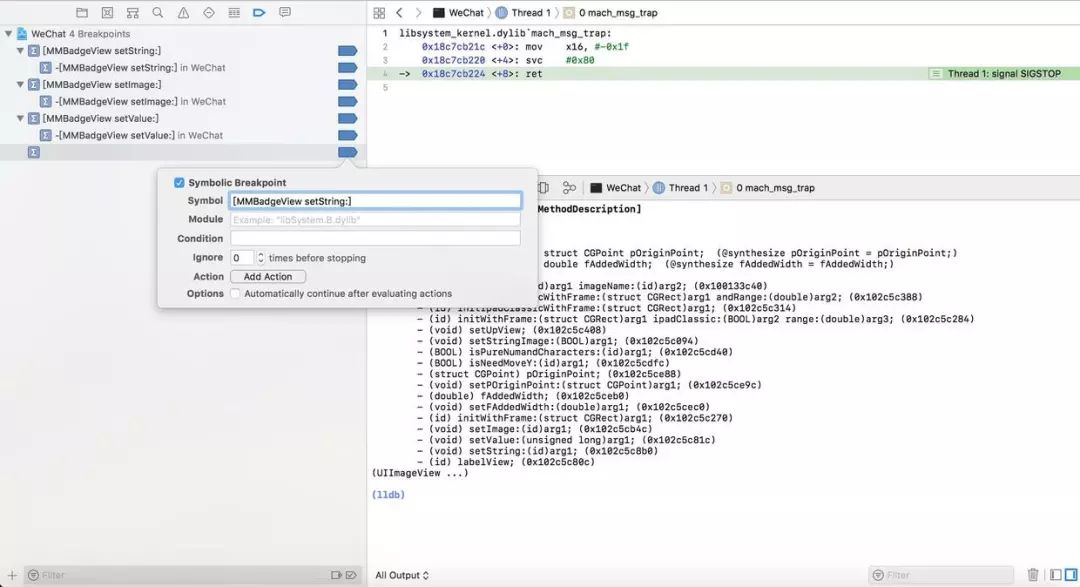 WeChat 4 Breakpoints
[MMBadgeView setString:]
-[MMBadgeView setString:] in WeChat
[MMBadgeView setImage:]
-[MMBadgeView setImage:] in WeChat
[MMBadgeView setValue:]
-[MMBadgeView setValue:] in WeChat
Symbolic Breakpoint
Symbol [MMBadgeView setString:]
Module Example: "libSystem.B.dylib"
Condition
Ignore 0 times before stopping
Action Add Action
Options Automatically continue after evaluating actions
Filter
WeChat Thread 1 0 mach_msg_trap
1 libsystem_kernel.dylib`mach_msg_trap:
2 0x18c7cb21c <+0>: mov x16, #-0x1f
3 0x18c7cb220 <+4>: svc #0x80
4 -> 0x18c7cb224 <+8>: ret Thread 1: signal SIGSTOP
5
WeChat Thread 1 0 mach_msg_trap
MethodDescription]
struct CGPoint pOriginPoint; (@synthesize pOriginPoint = pOriginPoint;)
double fAddedWidth; (@synthesize fAddedWidth = fAddedWidth;)
arg1 imageName:(id)arg2; (0x100133c40)
icWithFrame:(struct CGRect)arg1 andRange:(double)arg2; (0x102c5c388)
- (id) initIpadClassicWithFrame:(struct CGRect)arg1; (0x102c5c314)
- (id) initWithFrame:(struct CGRect)arg1 ipadClassic:(BOOL)arg2 range:(double)arg3; (0x102c5c284)
- (void) setUpView; (0x102c5c408)
- (void) setStringImage:(BOOL)arg1; (0x102c5c094)
- (BOOL) isPureNumandCharacters:(id)arg1; (0x102c5cd40)
- (BOOL) isNeedMoveY:(id)arg1; (0x102c5cdfc)
- (struct CGPoint) pOriginPoint; (0x102c5ce88)
- (void) setPOriginPoint:(struct CGPoint)arg1; (0x102c5ce9c)
- (double) fAddedWidth; (0x102c5ceb0)
- (void) setFAddedWidth:(double)arg1; (0x102c5cec0)
- (id) initWithFrame:(struct CGRect)arg1; (0x102c5c270)
- (void) setImage:(id)arg1; (0x102c5cb4c)
- (void) setValue:(unsigned long)arg1; (0x102c5c81c)
- (void) setString:(id)arg1; (0x102c5c8b0)
- (id) labelView; (0x102c5c80c)
(UIImageView ...)
(lldb)
All Output
Filter